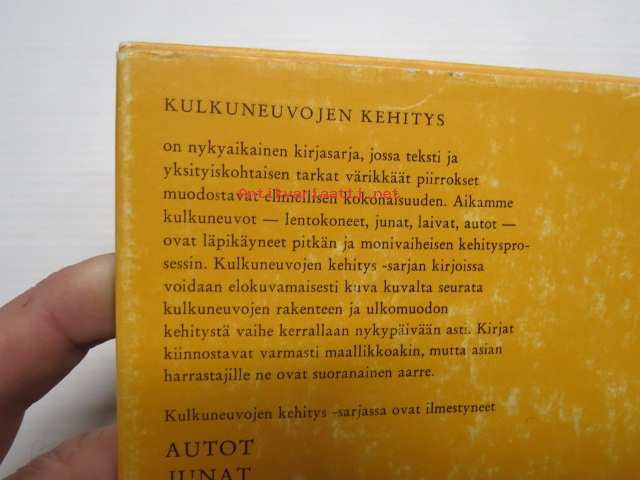 KULKUNEUVOJEN KEHITYS
on nykyaikainen kirjasarja, jossa teksti ja
yksityiskohtaisen tarkat värikkäät piirrokset
muodostavat elimellisen kokonaisuuden. Aikamme
Antikvariaatti.net
kulkuneuvot — lentokoneet, junat, laivat, autot —
ovat läpikäyneet pitkän ja monivaiheisen kehityspro-
sessin. Kulkuneuvojen kehitys -sarjan kirjoissa
voidaan elokuvamaisesti kuva kuvalta seurata
kulkuneuvojen rakenteen ja ulkomuodon
kehitystä vaihe kerrallaan nykypäivään asti. Kirjat
kiinnostavat varmasti maallikkoakin, mutta asian
harrastajille ne ovat suoranainen aarre.
Kulkuneuvojen kehitys -sarjassa ovat ilmestyneet
AUTOT
JUNAT